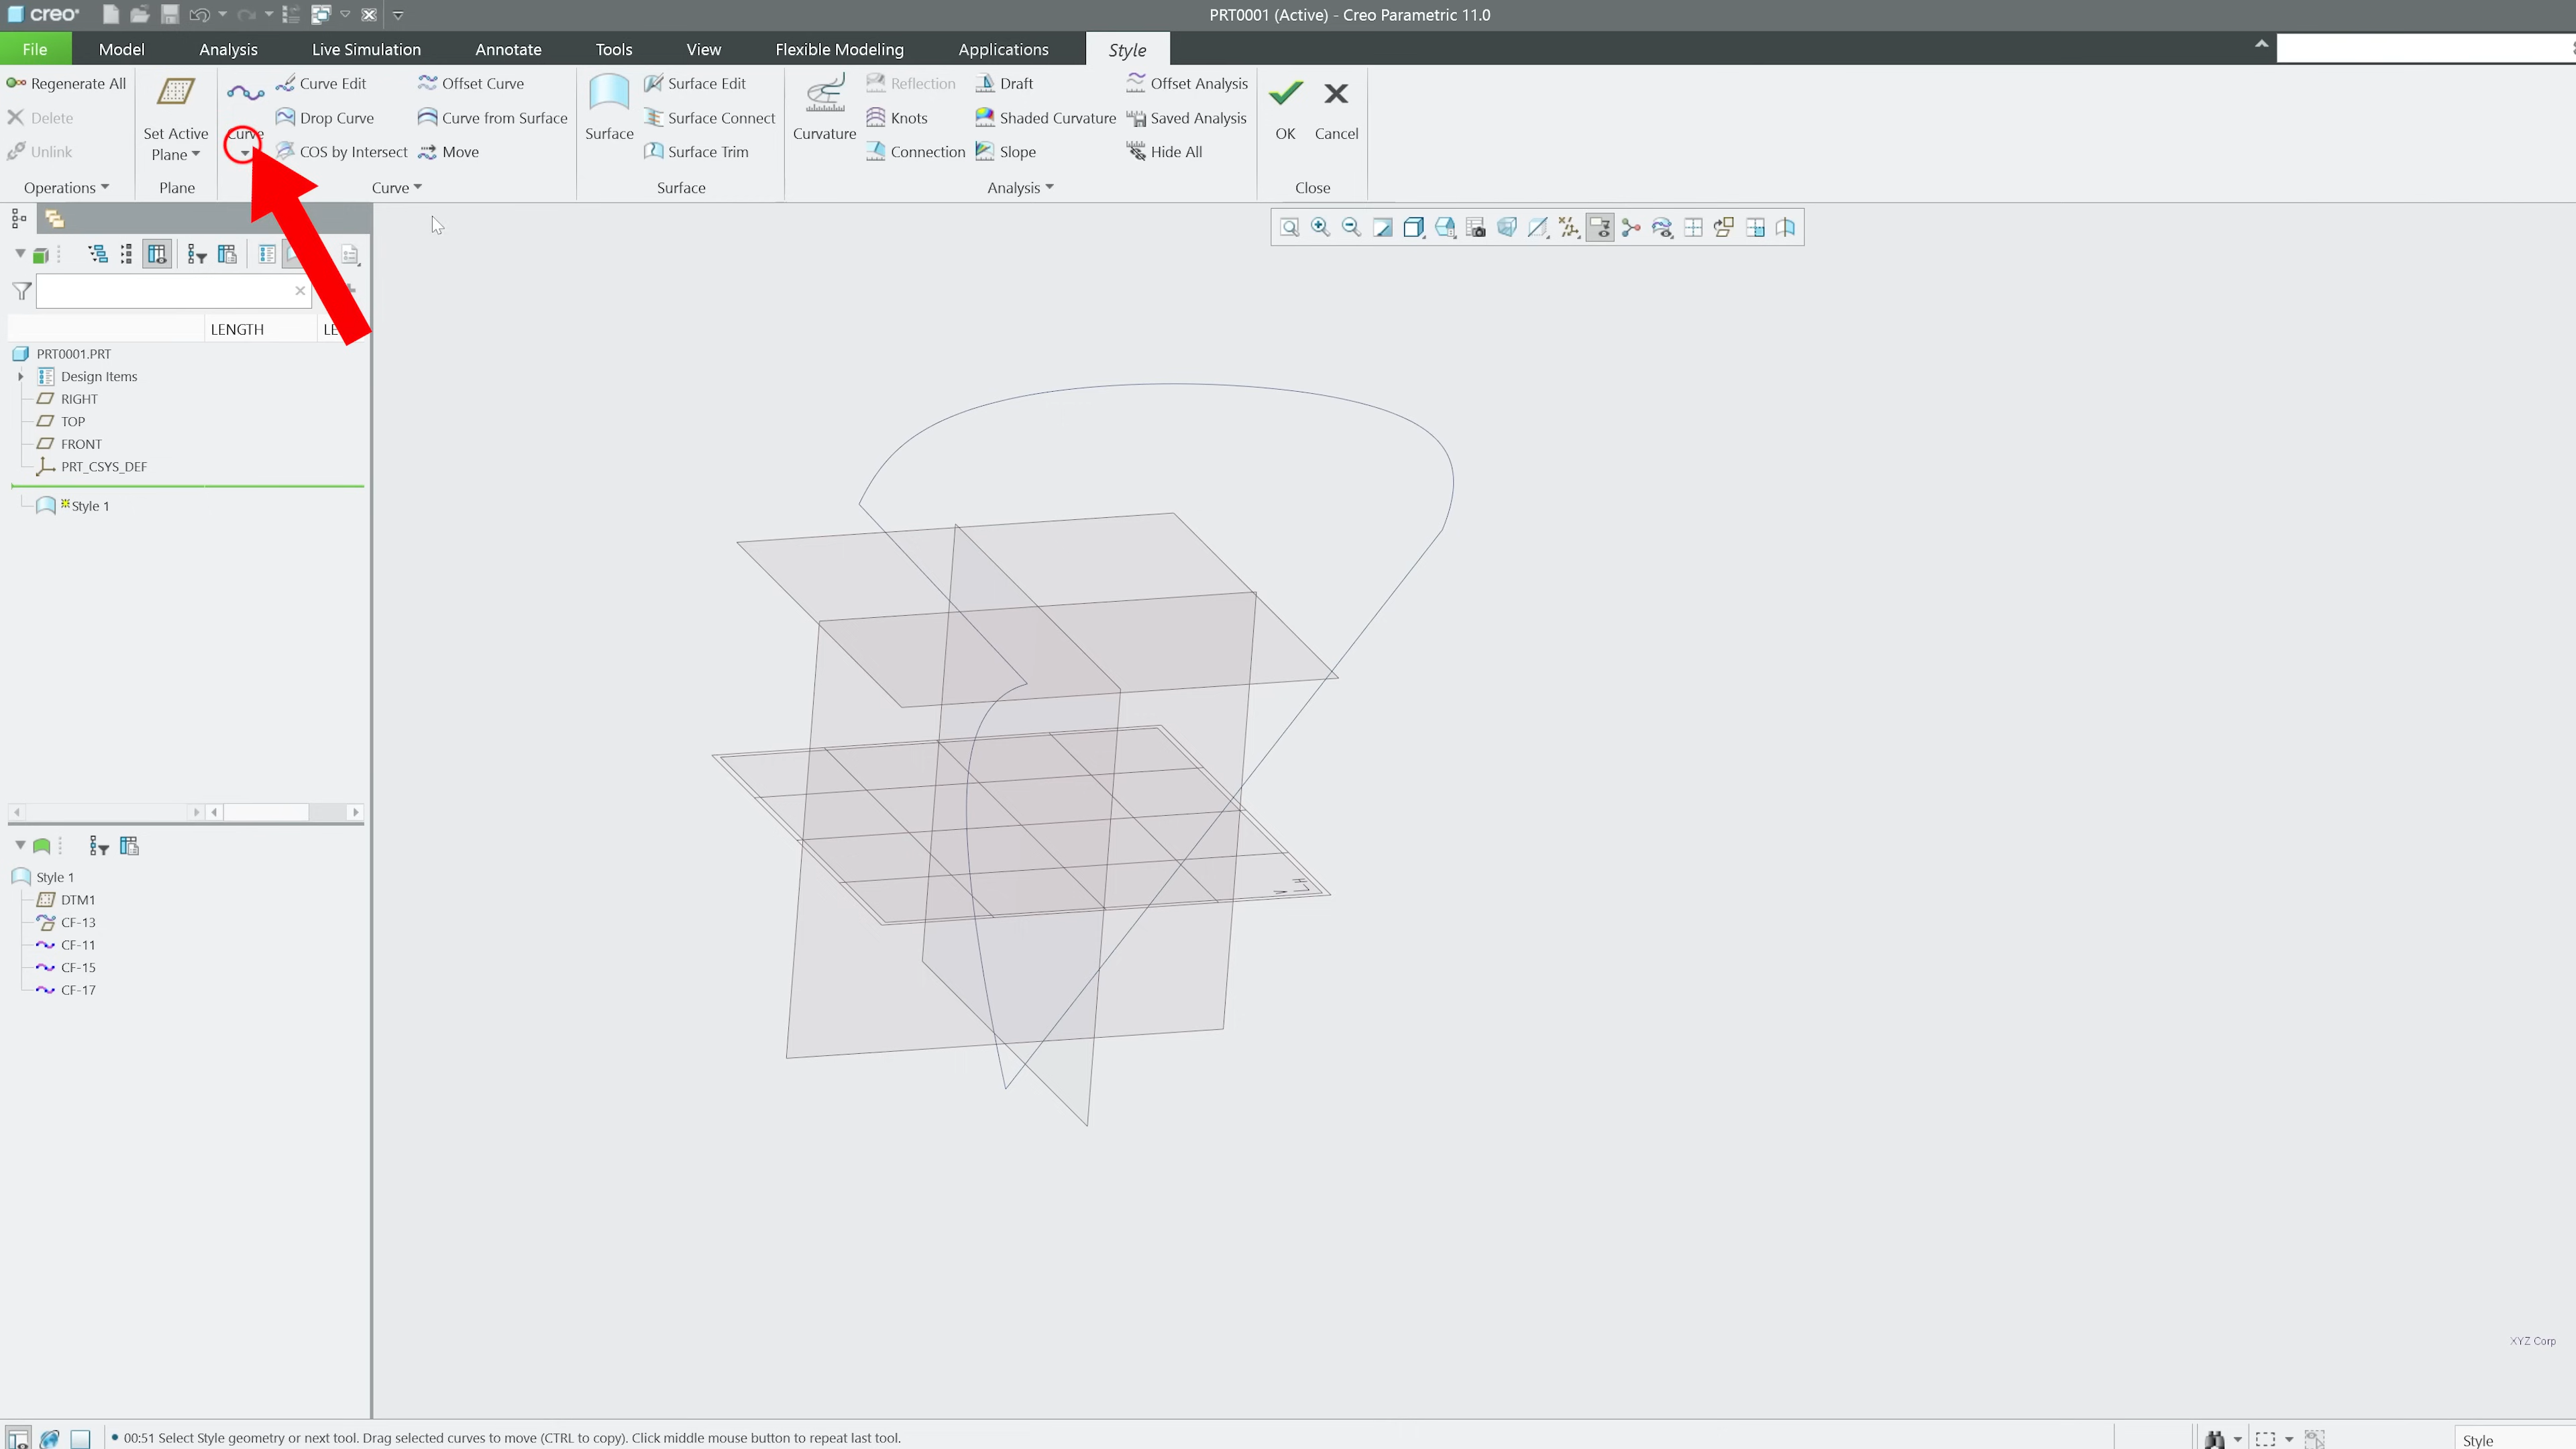 creo
PRT0001 (Active) - Creo Parametric 11.0
File Model Analysis Live Simulation Annotate Tools View Flexible Modeling Applications Style
Regenerate All
Delete
Unlink
Operations
Set Active
Plane
Plane
Curve
Curve Edit
Drop Curve
COS by Intersect
Offset Curve
Curve from Surface
Move
Curve
Surface
Surface Edit
Surface Connect
Surface Trim
Surface
Curvature
Reflection
Knots
Connection
Draft
Shaded Curvature
Slope
Offset Analysis
Saved Analysis
Hide All
Analysis
OK
Cancel
Close
LENGTH LE
PRT0001.PRT
Design Items
RIGHT
TOP
FRONT
PRT_CSYS_DEF
Style 1
Style 1
DTM1
CF-13
CF-11
CF-15
CF-17
H
V
XYZ Corp
• 00:51 Select Style geometry or next tool. Drag selected curves to move (CTRL to copy). Click middle mouse button to repeat last tool.
Style